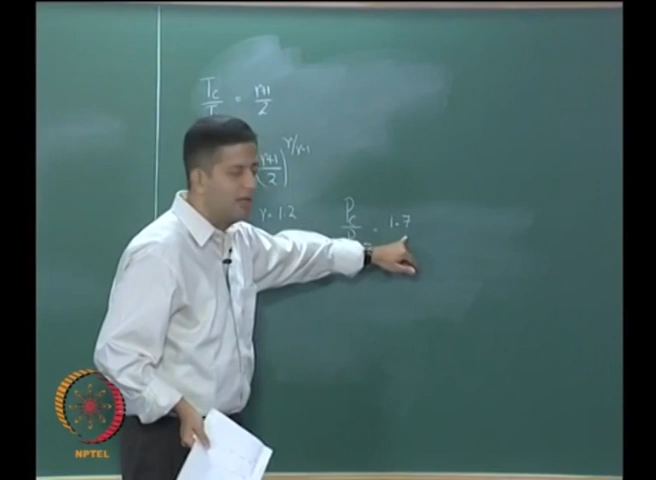 Tc/T = γ+1/2
(γ+1/2)^γ/γ-1
γ = 1.2
Pc/P = 1.7
NPTEL